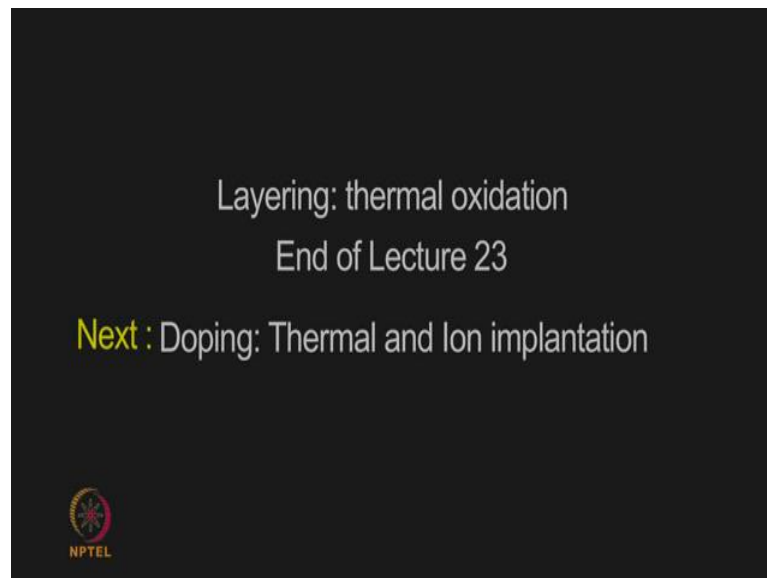 Layering: thermal oxidation
End of Lecture 23
Next : Doping: Thermal and Ion implantation
NPTEL